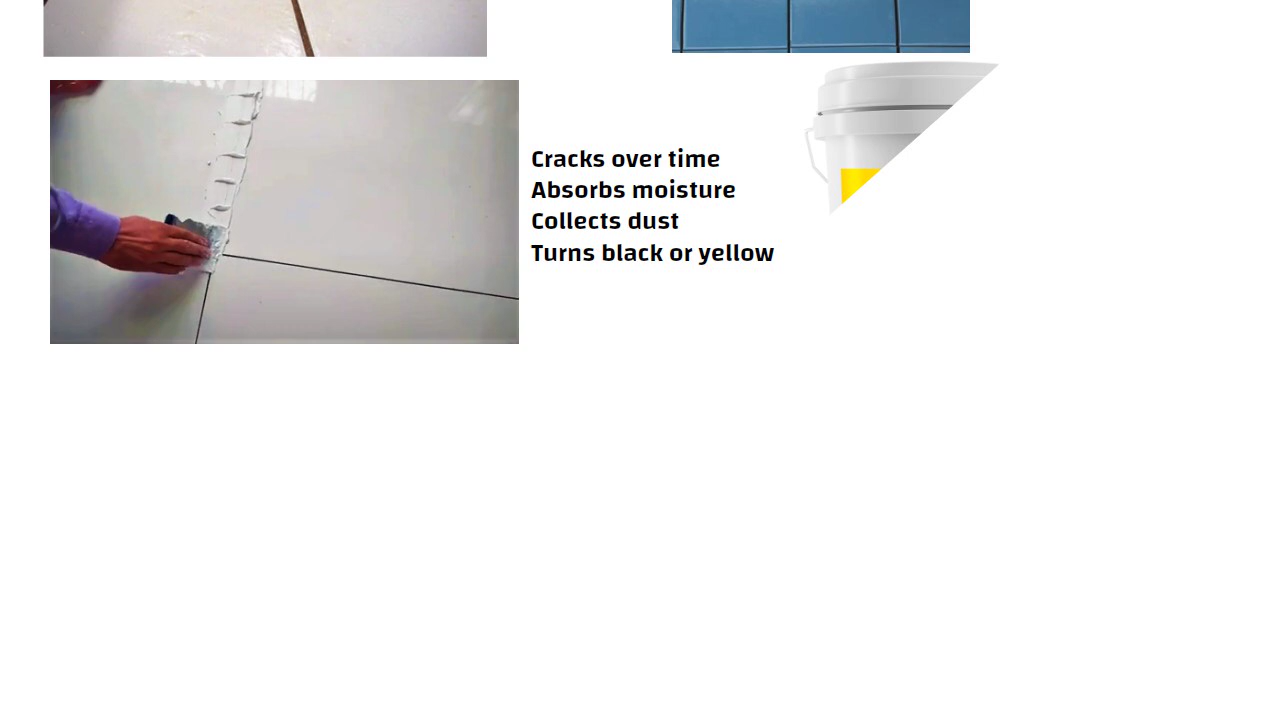 Cracks over time
Absorbs moisture
Collects dust
Turns black or yellow